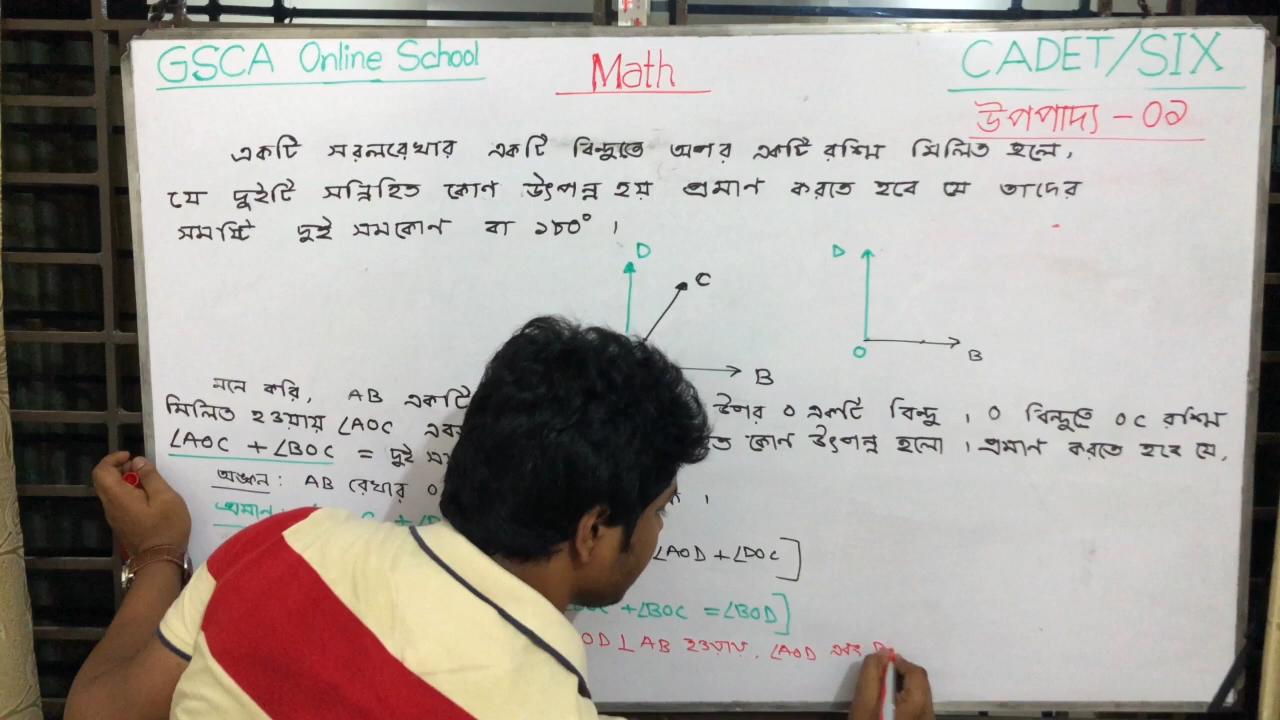 GSCA Online School
Math
CADET/SIX
উপপাদ্য - ০২
একটি সরলরেখার একটি বিন্দুতে অপর একটি রশ্মি মিলিত হলে,
যে দুইটি সন্নিহিত কোণ উৎপন্ন হয় প্রমাণ করতে হবে যে তাদের
সমষ্টি দুই সমকোণ বা ১৮০° ।
D
C
B
D
O
B
মনে করি, AB একটি উপর O একটি বিন্দু । O বিন্দুতে OC রশ্মি
মিলিত হওয়ায় ∠AOC এবং কোণ উৎপন্ন হলো । প্রমাণ করতে হবে যে,
∠AOC + ∠BOC = দুই
অঙ্কন : AB রেখার O
প্রমাণ :
∠AOD + ∠DOC]
+∠BOC = ∠BOD]
OD ⊥ AB হওয়ায়, ∠AOD এবং